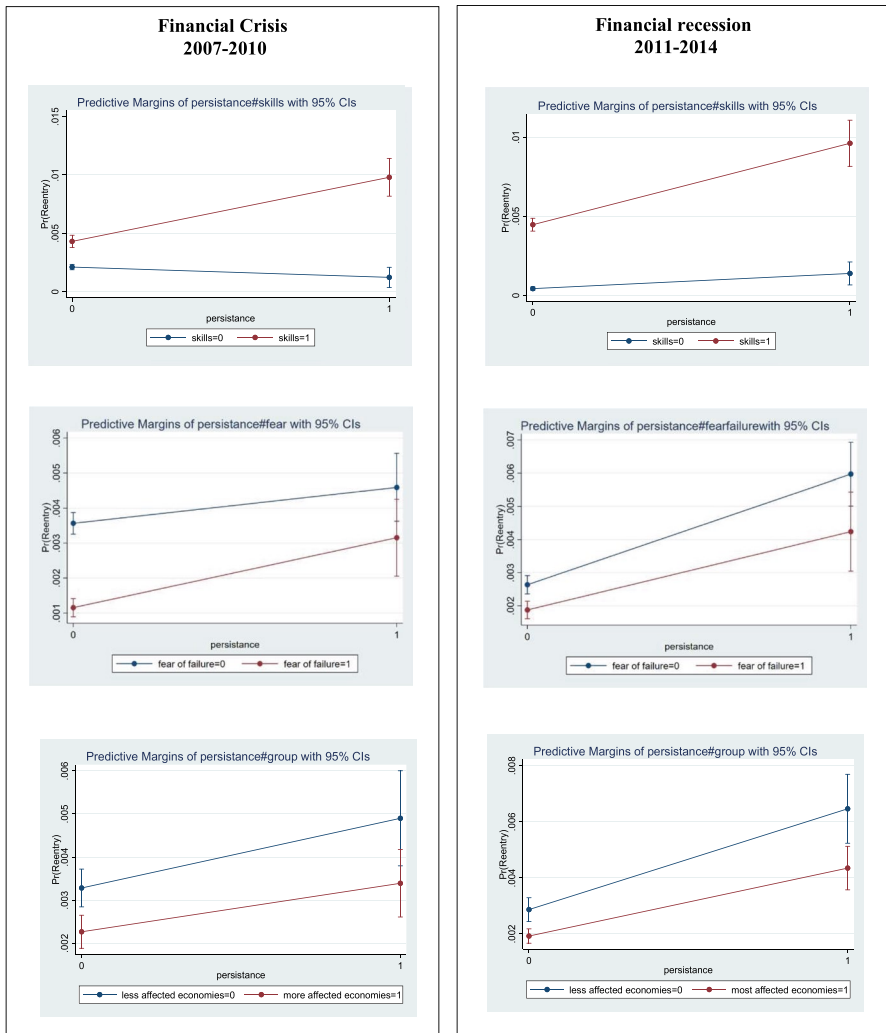 Financial Crisis
2007-2010
Predictive Margins of persistance#skills with 95% CIs
Pr(Reentry)
.015
.01
.005
0
0 1
persistance
skills=0 skills=1
Predictive Margins of persistance#fear with 95% CIs
Pr(Reentry)
.006
.005
.004
.003
.002
.001
0 1
persistance
fear of failure=0 fear of failure=1
Predictive Margins of persistance#group with 95% CIs
Pr(Reentry)
.006
.005
.004
.003
.002
0 1
persistance
less affected economies=0 more affected economies=1
Financial recession
2011-2014
Predictive Margins of persistance#skills with 95% CIs
Pr(Reentry)
.01
.005
0
0 1
persistance
skills=0 skills=1
Predictive Margins of persistance#fearfailurewith 95% CIs
Pr(Reentry)
.007
.006
.005
.004
.003
.002
0 1
persistance
fear of failure=0 fear of failure=1
Predictive Margins of persistance#group with 95% CIs
Pr(Reentry)
.008
.006
.004
.002
0 1
persistance
less affected economies=0 most affected economies=1